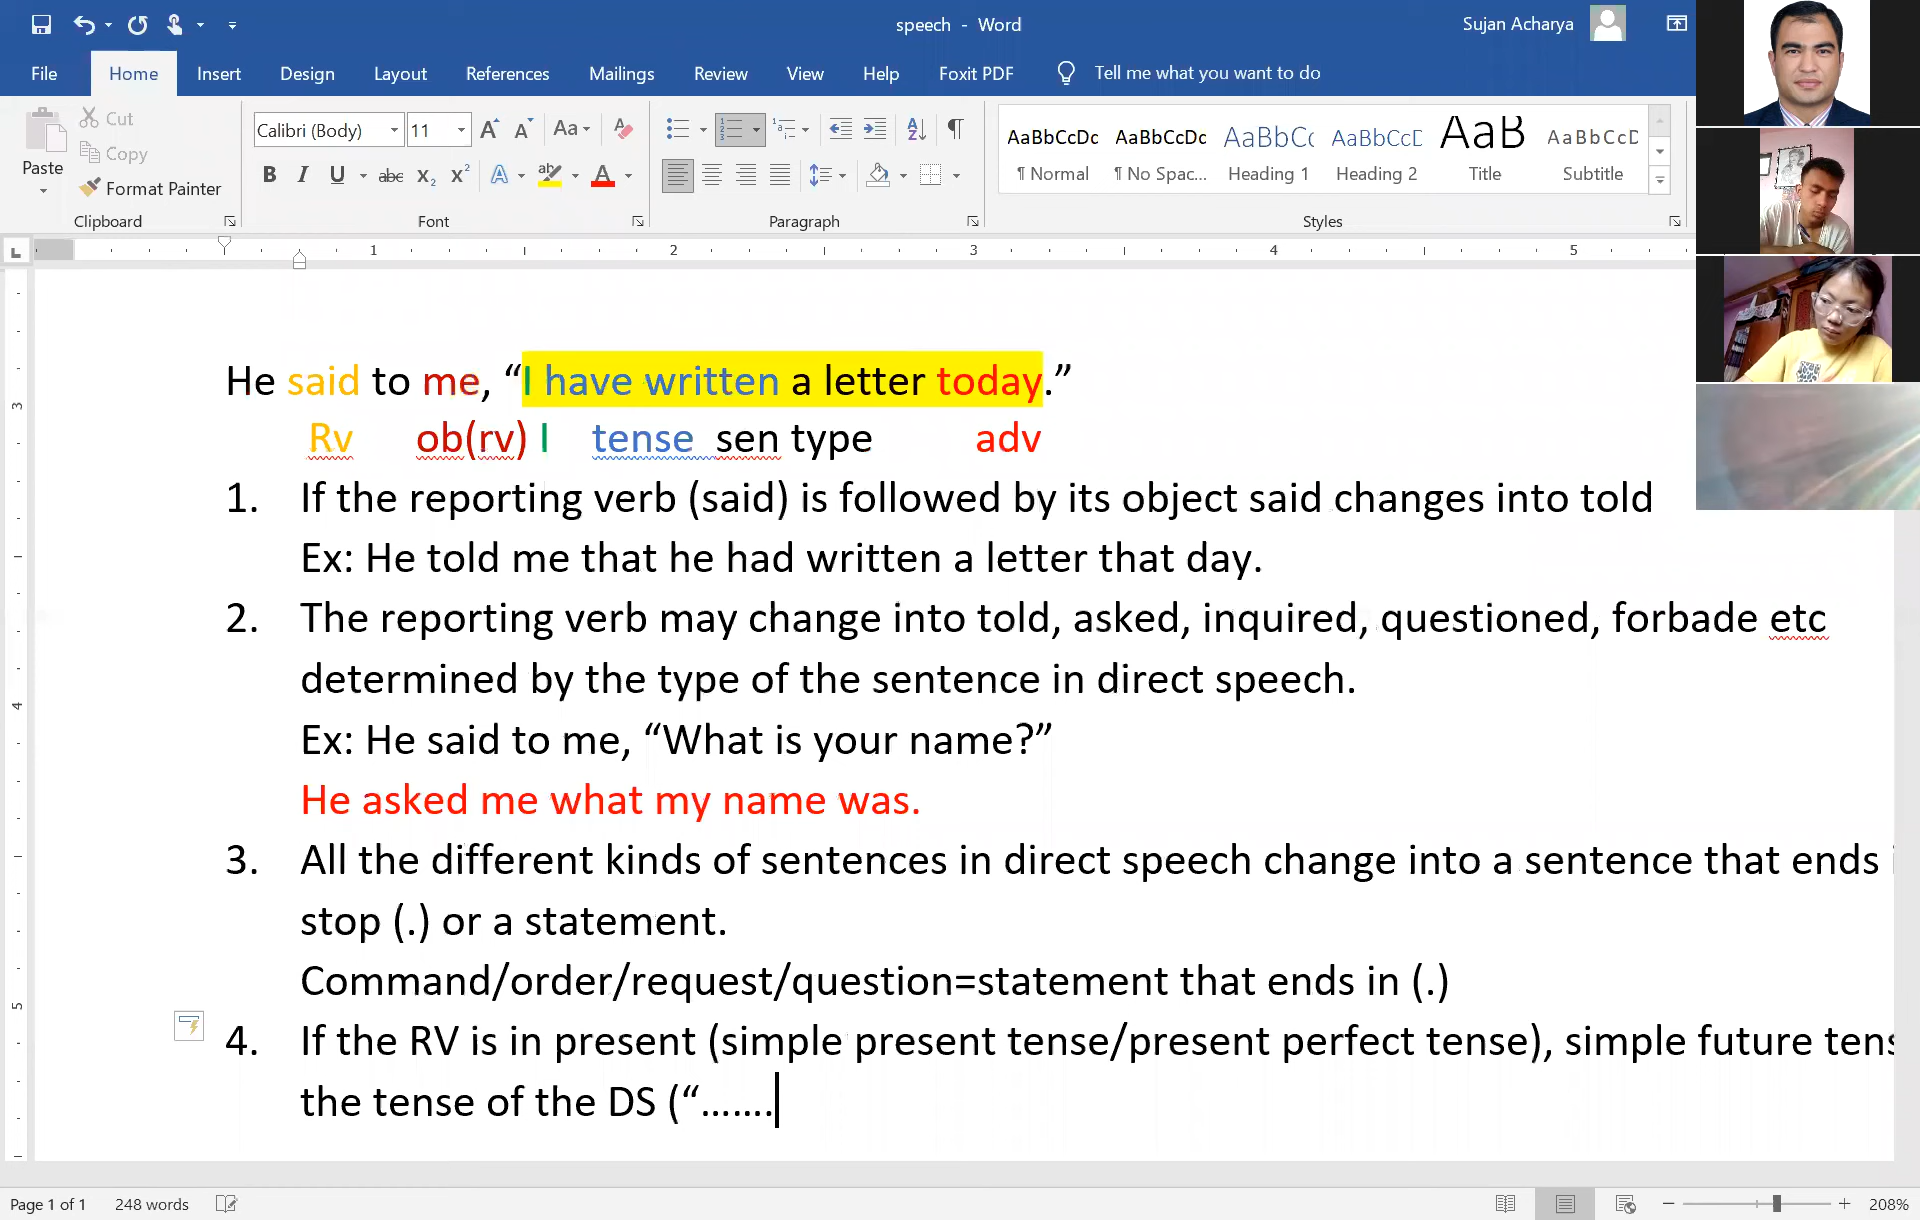 speech - Word
Sujan Acharya
File Home Insert Design Layout References Mailings Review View Help Foxit PDF Tell me what you want to do
Paste
Cut
Copy
Format Painter
Clipboard
Calibri (Body) 11
Font
Paragraph
AaBbCcDc AaBbCcDc AaBbC AaBbCcD AaB AaBbCcD
¶ Normal ¶ No Spac... Heading 1 Heading 2 Title Subtitle
Styles
1 2 3 4 5
He said to me, “I have written a letter today.”
Rv ob(rv) I tense sen type adv
1. If the reporting verb (said) is followed by its object said changes into told
Ex: He told me that he had written a letter that day.
2. The reporting verb may change into told, asked, inquired, questioned, forbade etc
determined by the type of the sentence in direct speech.
Ex: He said to me, “What is your name?”
He asked me what my name was.
3. All the different kinds of sentences in direct speech change into a sentence that ends
stop (.) or a statement.
Command/order/request/question=statement that ends in (.)
4. If the RV is in present (simple present tense/present perfect tense), simple future tens
the tense of the DS (“…….
3
4
5
Page 1 of 1 248 words
208%